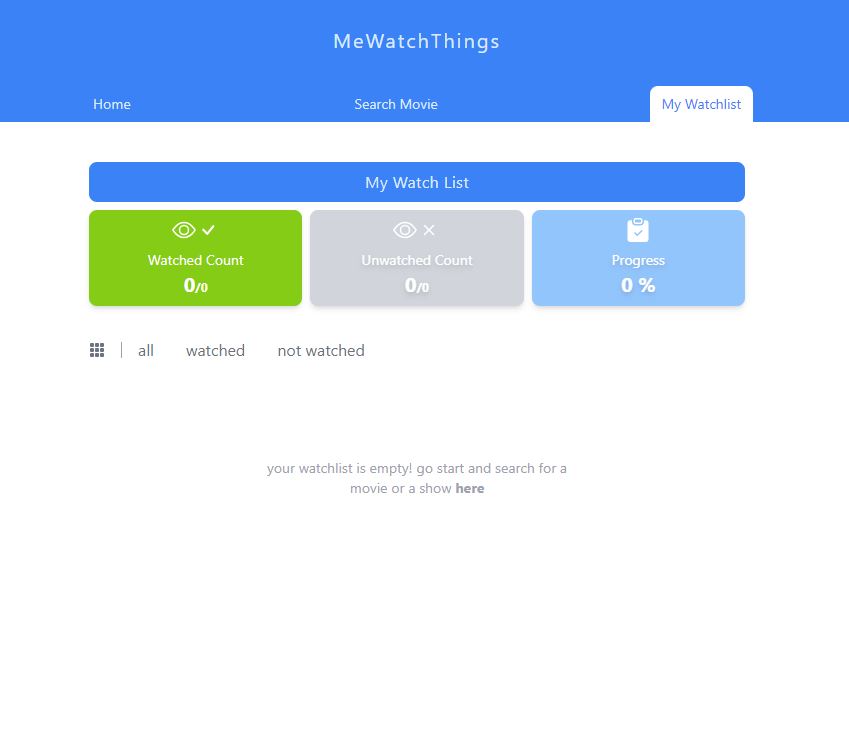 MeWatchThings
Home Search Movie My Watchlist
My Watch List
Watched Count Unwatched Count Progress
0/0 0/0 0 %
all watched not watched
your watchlist is empty! go start and search for a
movie or a show here